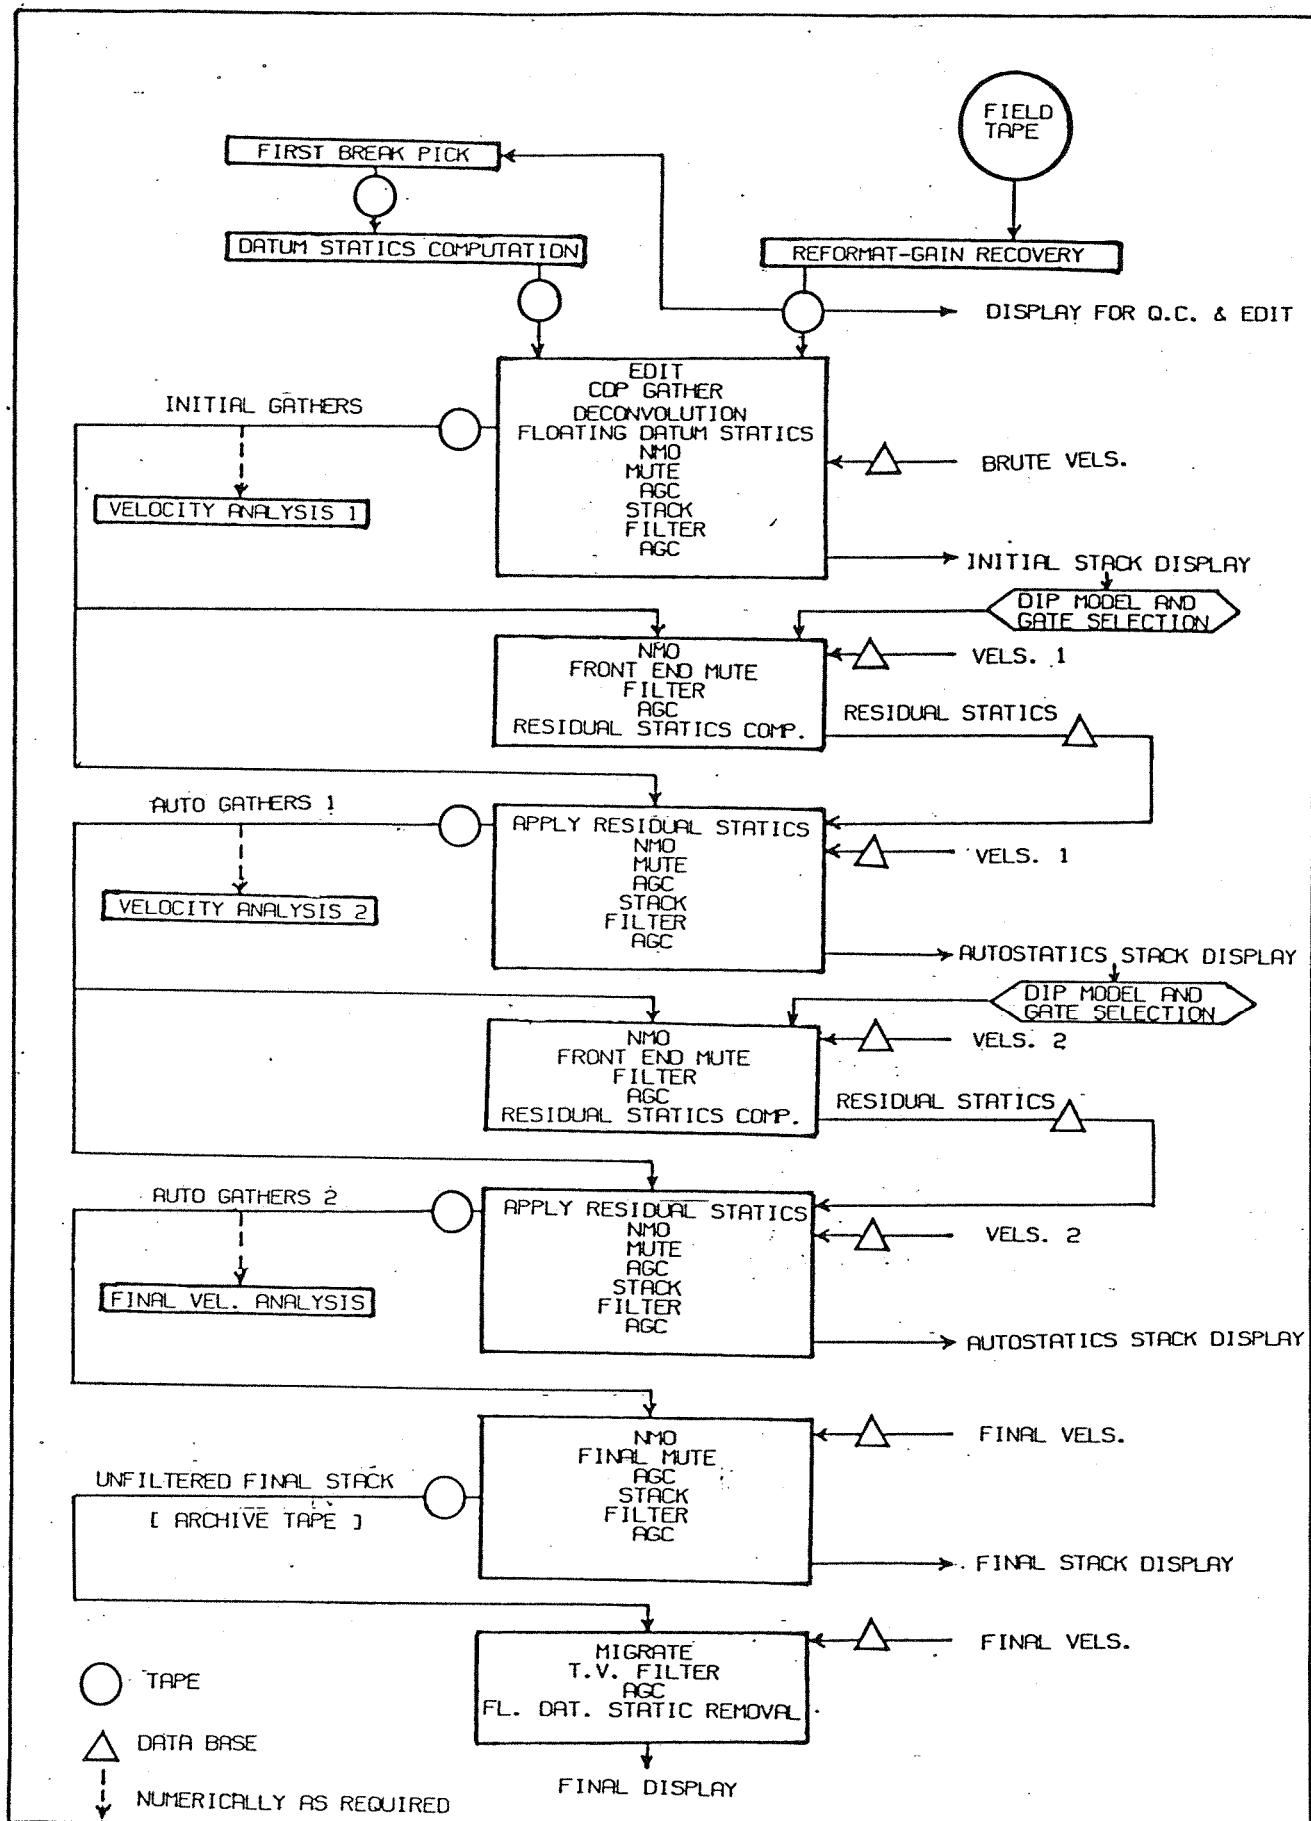 FIELD
TAPE
FIRST BREAK PICK
DATUM STATICS COMPUTATION
REFORMAT-GAIN RECOVERY
DISPLAY FOR Q.C. & EDIT
EDIT
CDP GATHER
DECONVOLUTION
FLOATING DATUM STATICS
NMO
MUTE
AGC
STACK
FILTER
AGC
INITIAL GATHERS
VELOCITY ANALYSIS 1
BRUTE VELS.
INITIAL STACK DISPLAY
DIP MODEL AND
GATE SELECTION
NMO
FRONT END MUTE
FILTER
AGC
RESIDUAL STATICS COMP.
VELS. 1
RESIDUAL STATICS
AUTO GATHERS 1
VELOCITY ANALYSIS 2
APPLY RESIDUAL STATICS
NMO
MUTE
AGC
STACK
FILTER
AGC
VELS. 1
AUTOSTATICS STACK DISPLAY
DIP MODEL AND
GATE SELECTION
NMO
FRONT END MUTE
FILTER
AGC
RESIDUAL STATICS COMP.
VELS. 2
RESIDUAL STATICS
AUTO GATHERS 2
FINAL VEL. ANALYSIS
APPLY RESIDUAL STATICS
NMO
MUTE
AGC
STACK
FILTER
AGC
VELS. 2
AUTOSTATICS STACK DISPLAY
NMO
FINAL MUTE
AGC
STACK
FILTER
AGC
FINAL VELS.
UNFILTERED FINAL STACK
[ ARCHIVE TAPE ]
FINAL STACK DISPLAY
MIGRATE
T.V. FILTER
AGC
FL. DAT. STATIC REMOVAL
FINAL VELS.
FINAL DISPLAY
TAPE
DATA BASE
NUMERICALLY AS REQUIRED